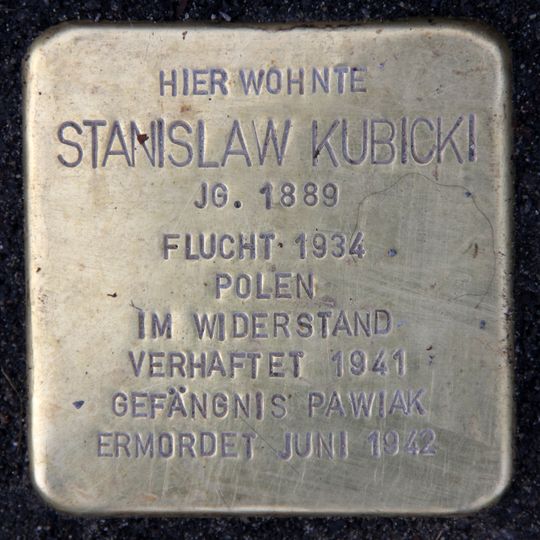 HIER WOHNTE
STANISLAW KUBICKI
JG. 1889
FLUCHT 1934
POLEN
IM WIDERSTAND
VERHAFTET 1941
GEFÄNGNIS PAWIAK
ERMORDET JUNI 1942